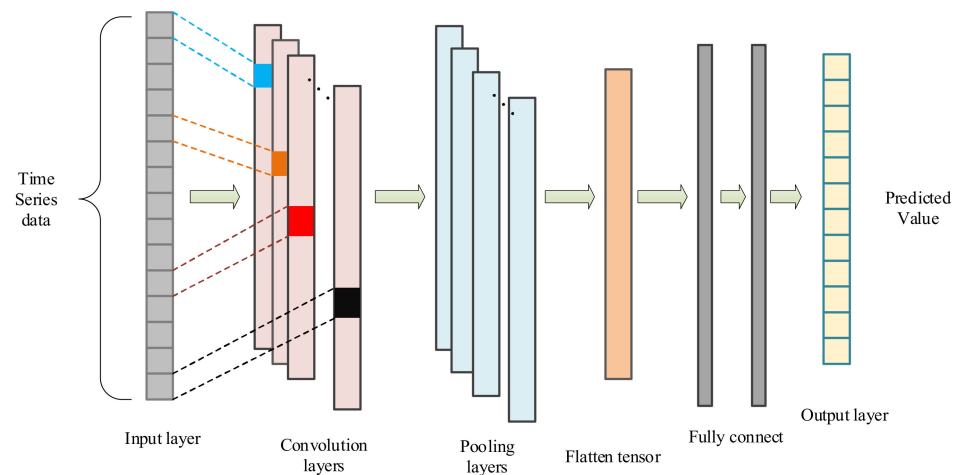 Time
Series
data
Predicted
Value
Input layer
Convolution
layers
Pooling
layers
Flatten tensor
Fully connect
Output layer